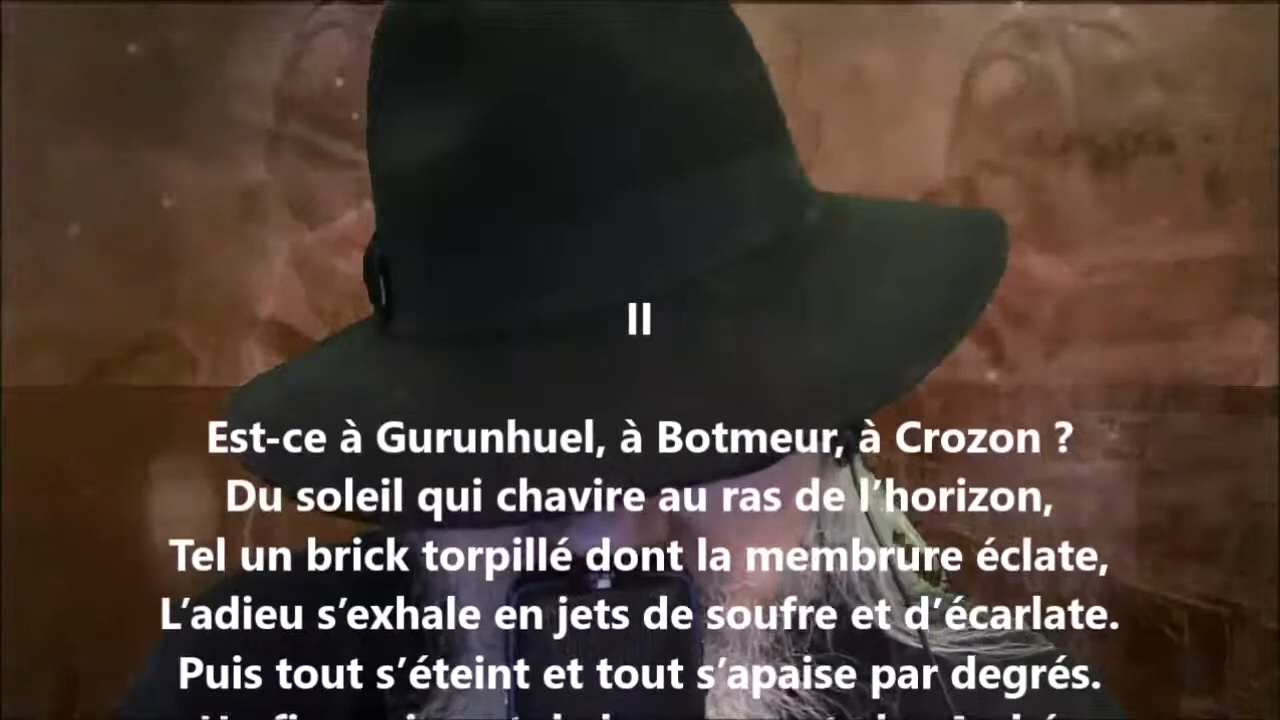 II
Est-ce à Gurunhuel, à Botmeur, à Crozon ?
Du soleil qui chavire au ras de l’horizon,
Tel un brick torpillé dont la membrure éclate,
L’adieu s’exhale en jets de soufre et d’écarlate.
Puis tout s’éteint et tout s’apaise par degrés.